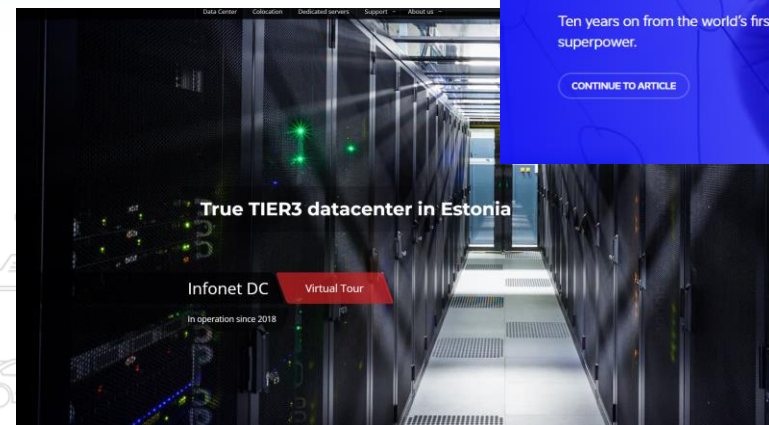 Data Center Colocation Dedicated servers Support About us
Ten years on from the world's firs
superpower.
CONTINUE TO ARTICLE
True TIER3 datacenter in Estonia
Infonet DC Virtual Tour
In operation since 2018